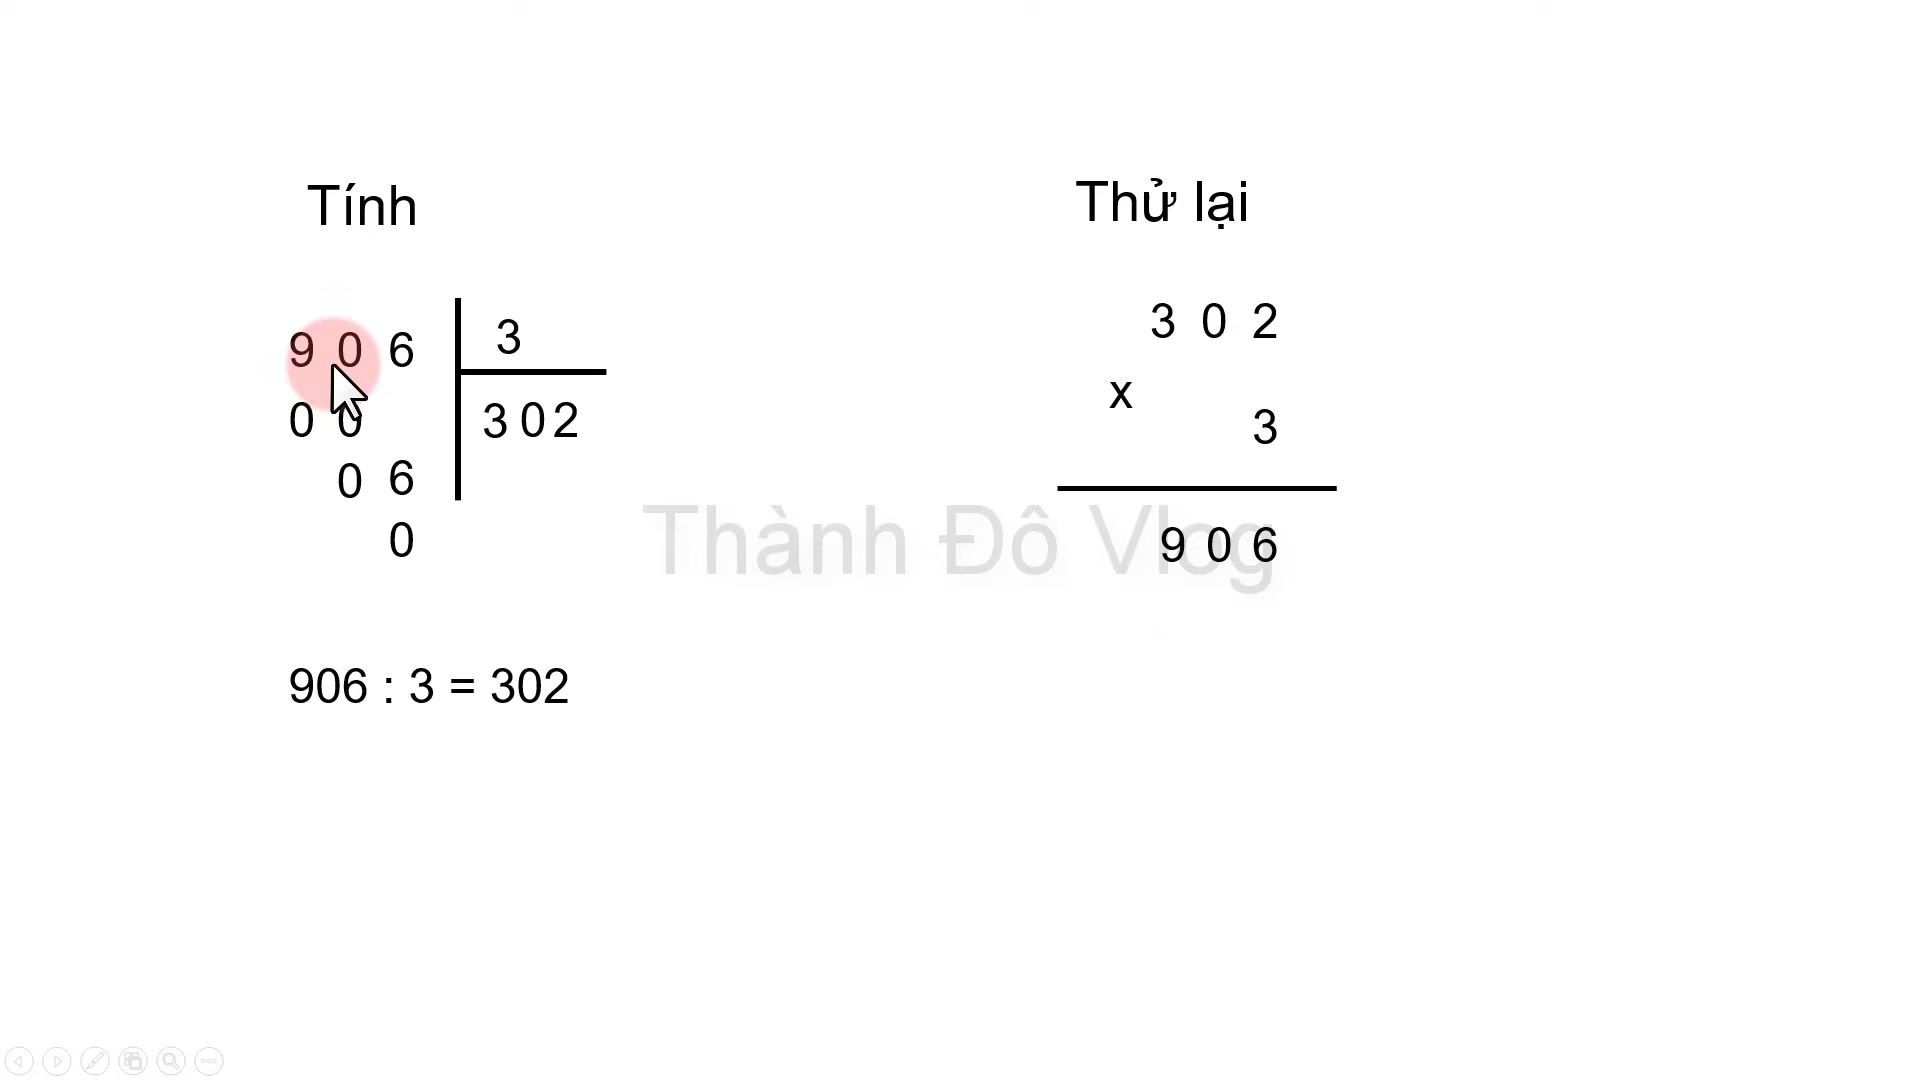 Tính
9 0 6 3
0 0 3 0 2
0 6
0
906 : 3 = 302
Thử lại
3 0 2
x
3
9 0 6
Thành Đô Vlog